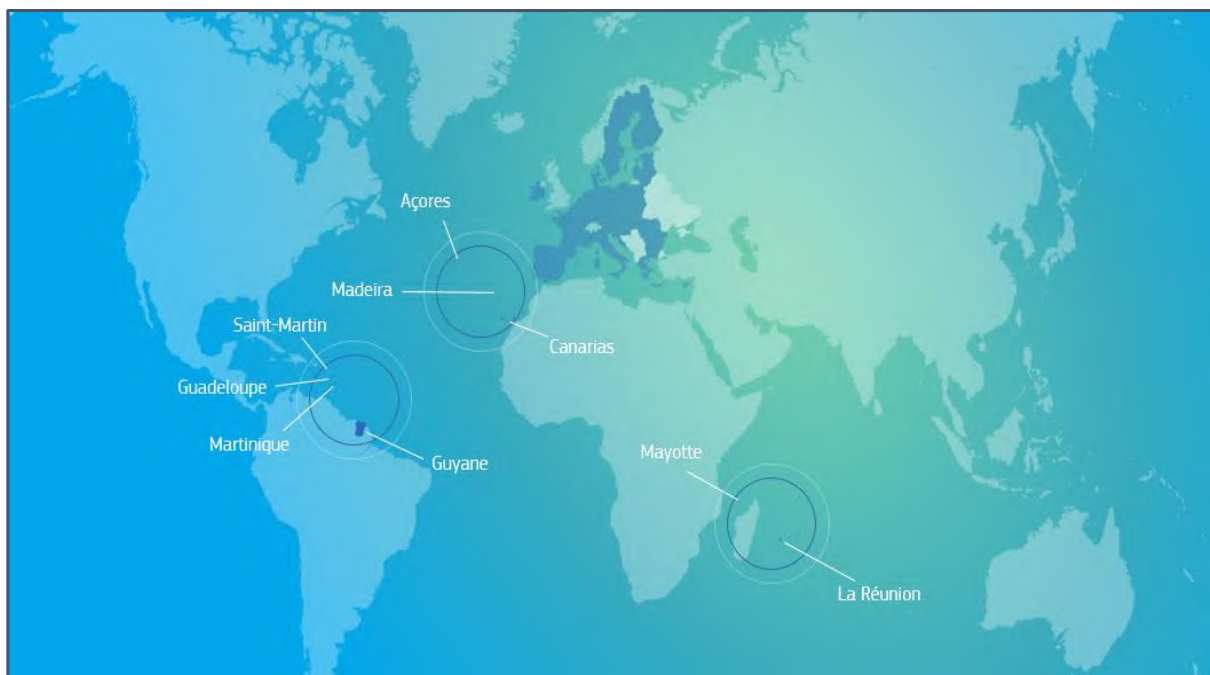 Açores
Madeira
Canarias
Saint-Martin
Guadeloupe
Martinique
Guyane
Mayotte
La Réunion